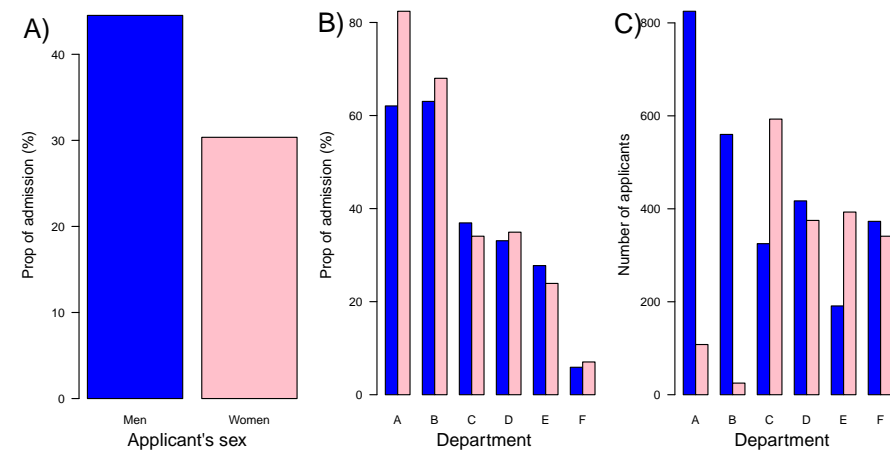 A)
Prop of admission (%)
40
30
20
10
0
Men Women
Applicant's sex
B)
Prop of admission (%)
80
60
40
20
0
A B C D E F
Department
C)
Number of applicants
800
600
400
200
0
A B C D E F
Department